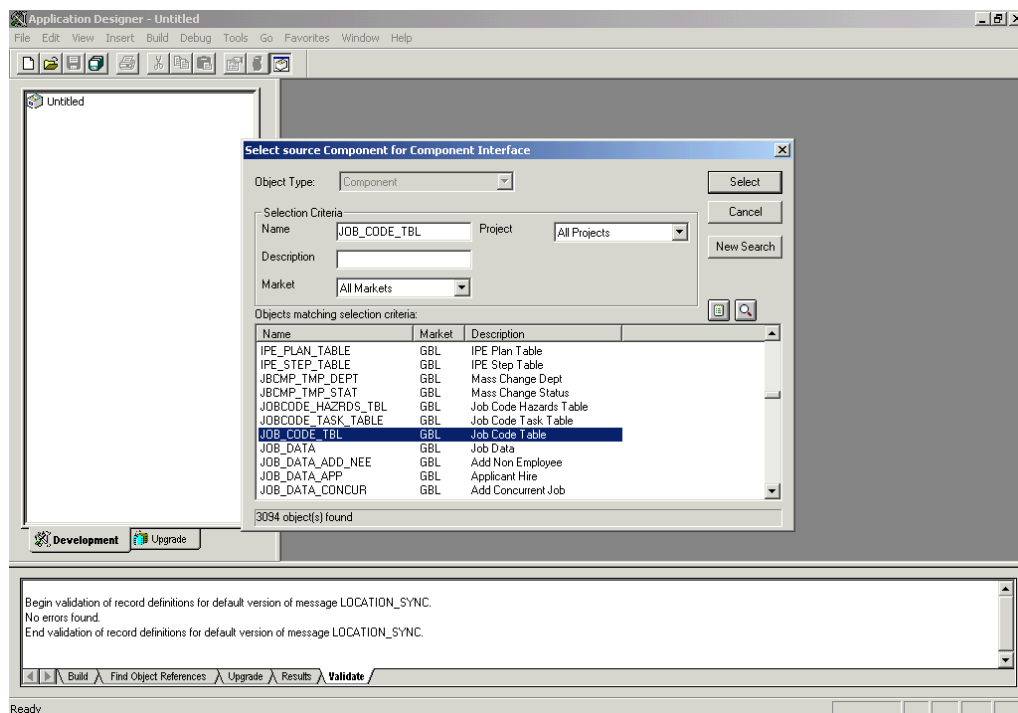 Application Designer - Untitled
File Edit View Insert Build Debug Tools Go Favorites Window Help
Untitled
Select source Component for Component Interface
Object Type: Component Select
Selection Criteria Cancel
Name JOB_CODE_TBL Project All Projects
New Search
Description
Market All Markets
Objects matching selection criteria:
Name Market Description
IPE_PLAN_TABLE GBL IPE Plan Table
IPE_STEP_TABLE GBL IPE Step Table
JBCMP_TMP_DEPT GBL Mass Change Dept
JBCMP_TMP_STAT GBL Mass Change Status
JOBCODE_HAZRDS_TBL GBL Job Code Hazards Table
JOBCODE_TASK_TABLE GBL Job Code Task Table
JOB_CODE_TBL GBL Job Code Table
JOB_DATA GBL Job Data
JOB_DATA_ADD_NEE GBL Add Non Employee
JOB_DATA_APP GBL Applicant Hire
JOB_DATA_CONCUR GBL Add Concurrent Job
3094 object(s) found
Development Upgrade
Begin validation of record definitions for default version of message LOCATION_SYNC.
No errors found.
End validation of record definitions for default version of message LOCATION_SYNC.
Build Find Object References Upgrade Results Validate
Ready